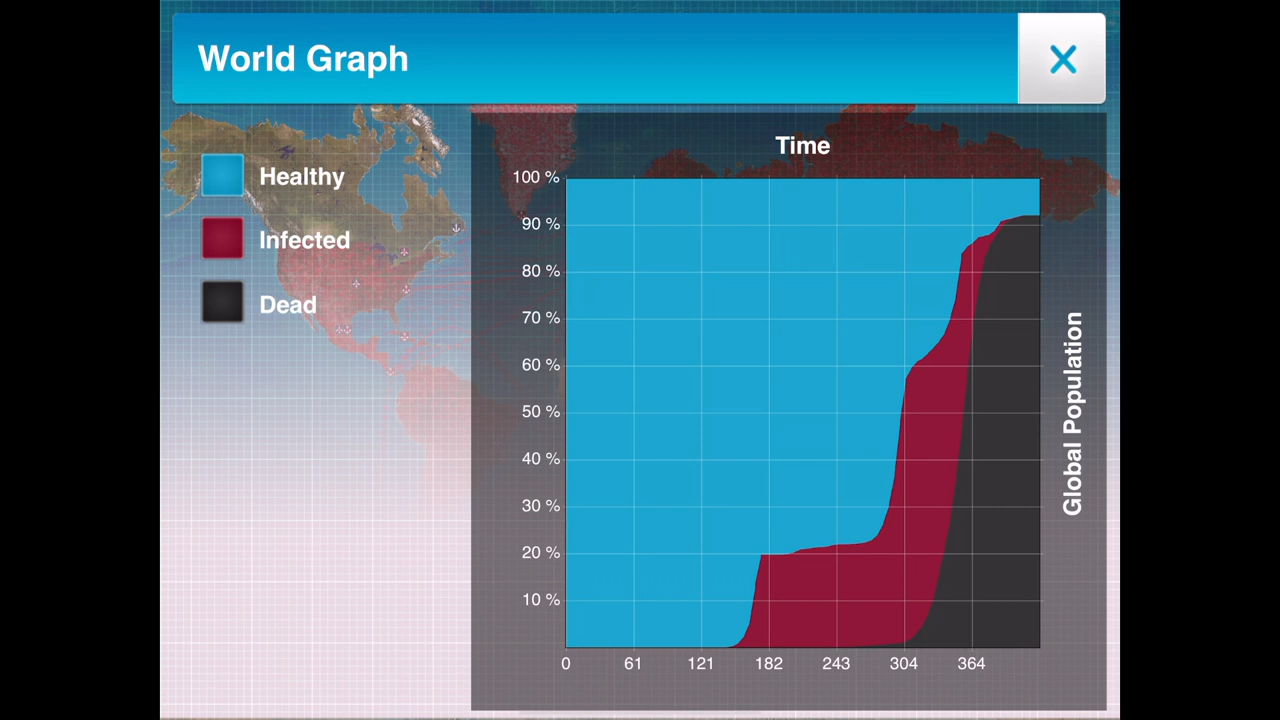 World Graph
Healthy
Infected
Dead
Time
100 %
90 %
80 %
70 %
60 %
50 %
40 %
30 %
20 %
10 %
0 61 121 182 243 304 364
Global Population